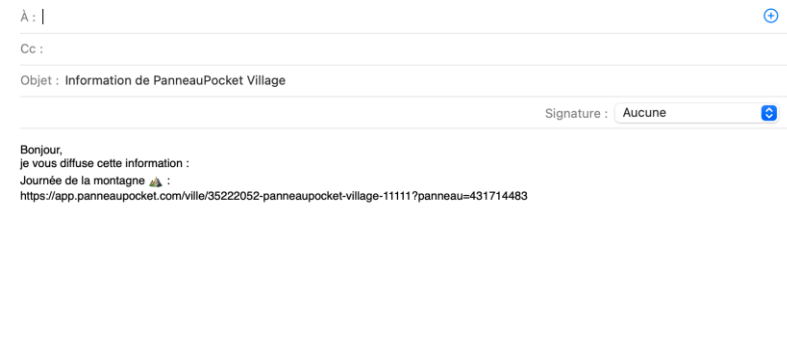 À :
Cc :
Objet : Information de PanneauPocket Village
Signature : Aucune
Bonjour,
je vous diffuse cette information :
Journée de la montagne ⛰️ :
https://app.panneaupocket.com/ville/35222052-panneaupocket-village-11111?panneau=431714483